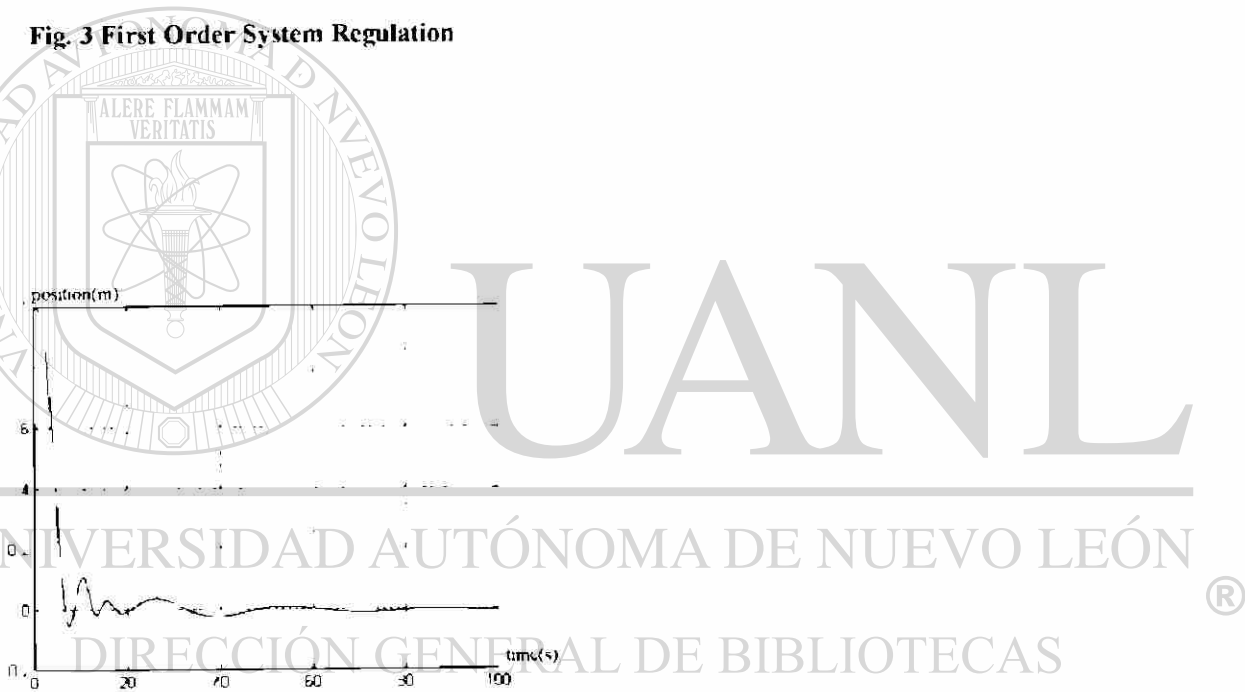 Fig. 3 First Order System Regulation
ALERE FLAMMAM
VERITATIS
position(m)
UANL
4
UNIVERSIDAD AUTÓNOMA DE NUEVO LEÓN
®
0
DIRECCIÓN GENERAL DE BIBLIOTECAS
time(s)
0 20 60 100